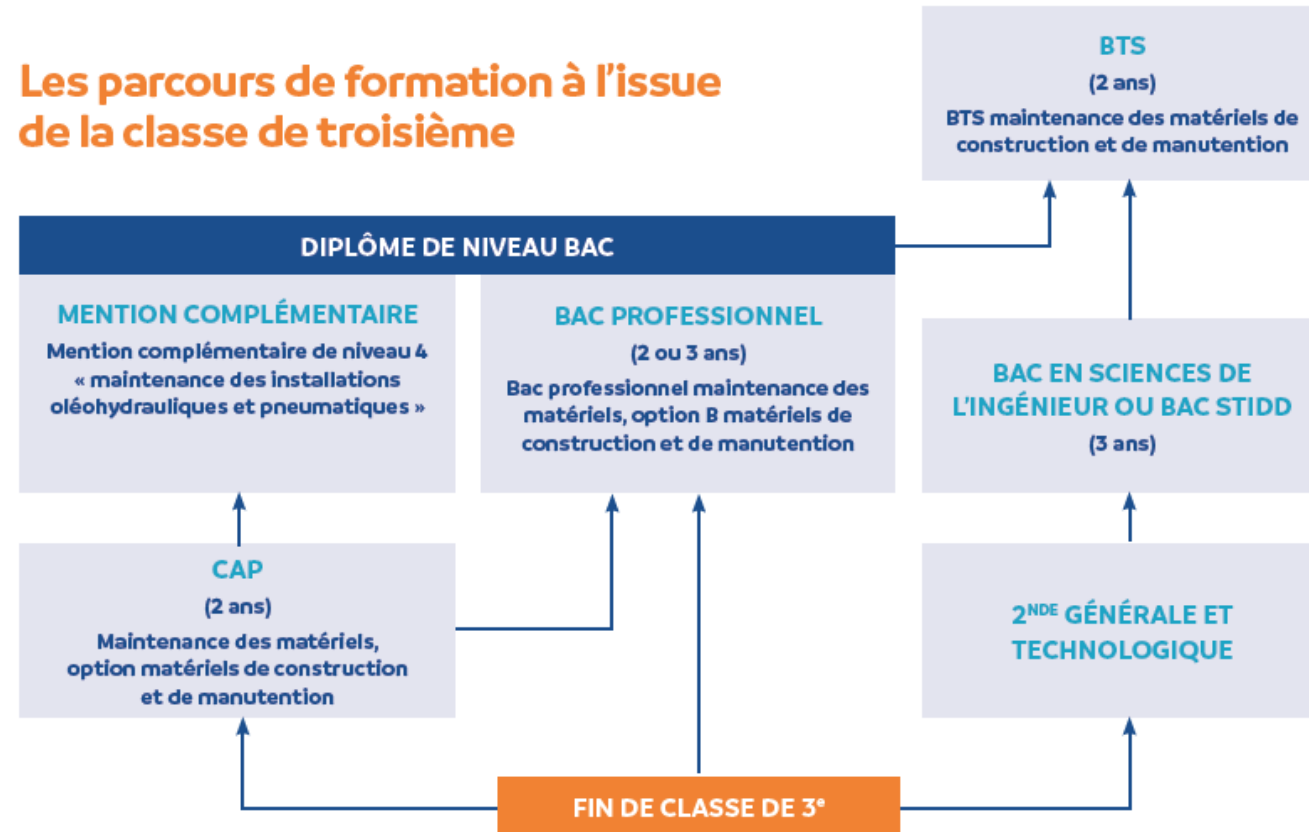 Les parcours de formation à l'issue
de la classe de troisième
BTS
(2 ans)
BTS maintenance des matériels de
construction et de manutention
DIPLÔME DE NIVEAU BAC
MENTION COMPLÉMENTAIRE
Mention complémentaire de niveau 4
« maintenance des installations
oléohydrauliques et pneumatiques »
BAC PROFESSIONNEL
(2 ou 3 ans)
Bac professionnel maintenance des
matériels, option B matériels de
construction et de manutention
BAC EN SCIENCES DE
L'INGÉNIEUR OU BAC STIDD
(3 ans)
CAP
(2 ans)
Maintenance des matériels,
option matériels de construction
et de manutention
2NDE GÉNÉRALE ET
TECHNOLOGIQUE
FIN DE CLASSE DE 3e